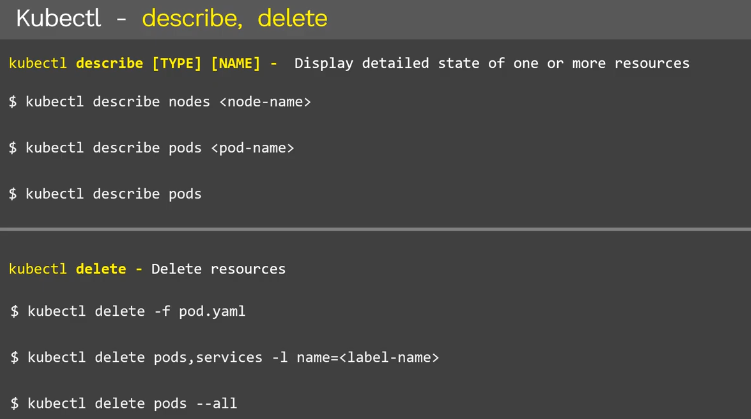 Kubectl - describe, delete
kubectl describe [TYPE] [NAME] - Display detailed state of one or more resources
$ kubectl describe nodes <node-name>
$ kubectl describe pods <pod-name>
$ kubectl describe pods
kubectl delete - Delete resources
$ kubectl delete -f pod.yaml
$ kubectl delete pods,services -l name=<label-name>
$ kubectl delete pods --all